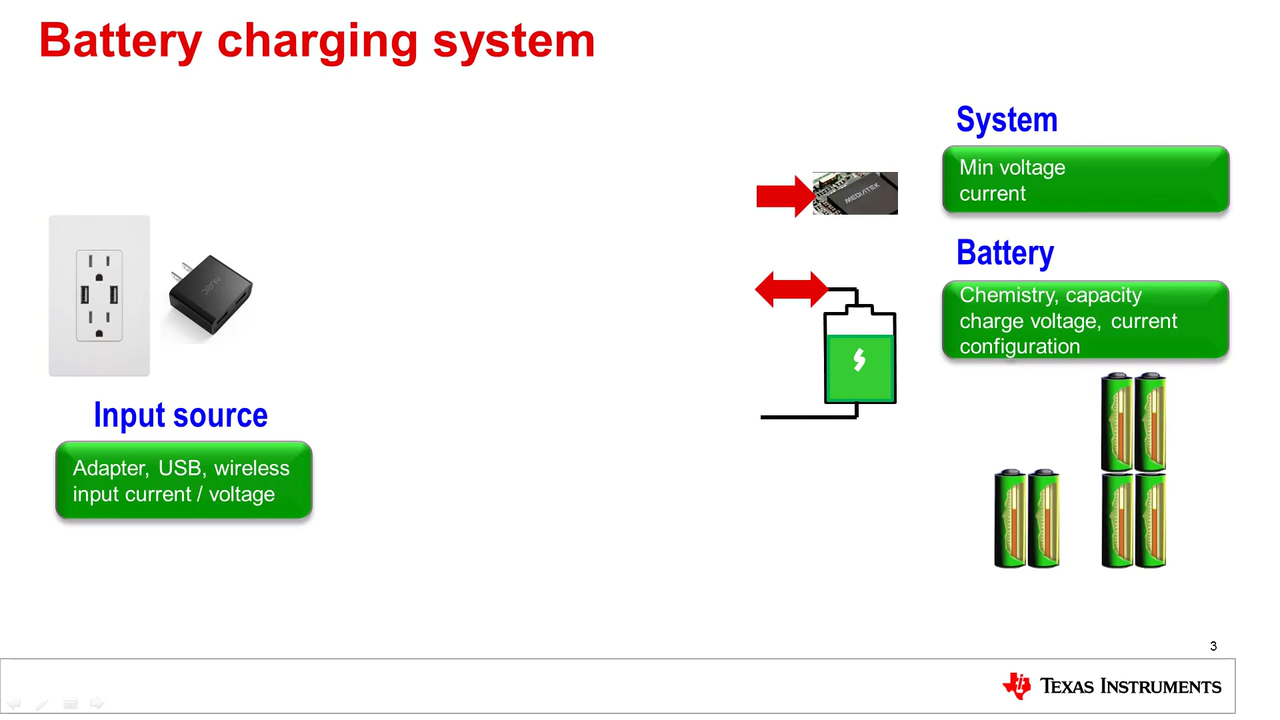 Battery charging system
System
Min voltage
current
MEDIATEK
Battery
Chemistry, capacity
charge voltage, current
configuration
Input source
Adapter, USB, wireless
input current / voltage
3
TEXAS INSTRUMENTS